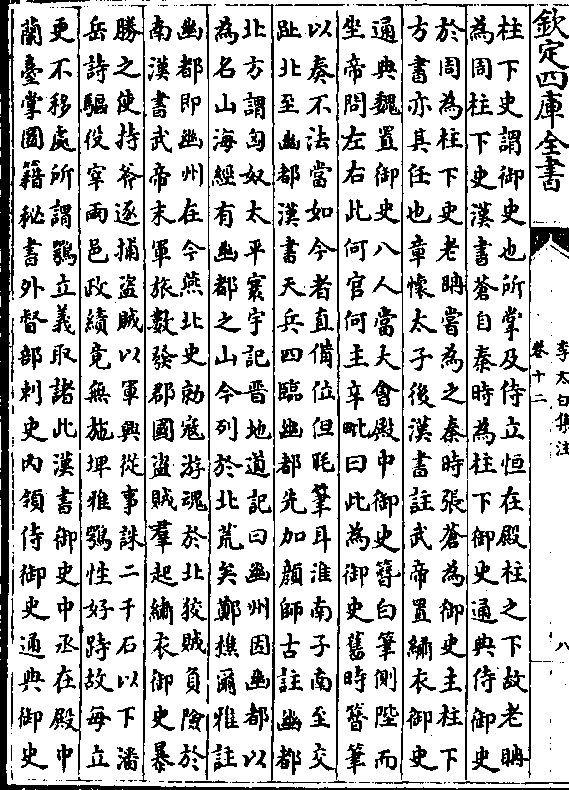 欽定四庫全書
李太白集注
卷十二
八
柱下史謂御史也所掌及侍立恒在殿柱之下故老聃
為周柱下史漢書蒼自秦時為柱下御史通典侍御史
於周為柱下史老聃嘗為之秦時張蒼為御史主柱下
方書亦其任也章懷太子後漢書註武帝置繡衣御史
通典魏置御史八人當大會殿中御史簪白筆側陛而
坐帝問左右此何官何主辛毗曰此為御史舊時簪筆
以奏不法當如今者直備位但毦筆耳淮南子南至交
趾北至幽都漢書天兵四臨幽都先加顔師古註幽都
北方謂匈奴太平寰宇記晉地道記曰幽州因幽都以
為名山海經有幽都之山今列於北荒矣鄭樵爾雅註
幽都即幽州在今燕北史勍寇游魂於北狡賊負險於
南漢書武帝末軍旅數發郡國盜賊羣起繡衣御史暴
勝之使持斧逐捕盜賊以軍興從事誅二千石以下潘
岳詩驅役宰兩邑政績竟無施埤雅鶚性好跱故每立
更不移處所謂鶚立義取諸此漢書御史中丞在殿中
蘭臺掌圖籍秘書外督部刺史內領侍御史通典御史